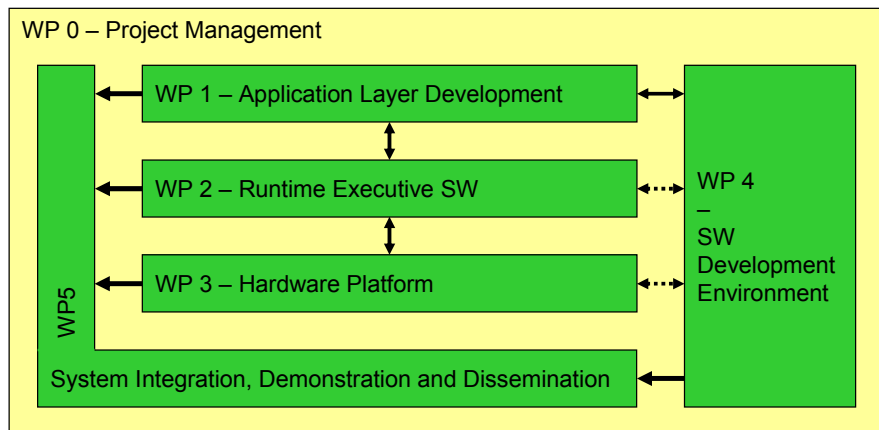 WP 0 – Project Management
WP 1 – Application Layer Development
WP 2 – Runtime Executive SW
WP 3 – Hardware Platform
WP 4
–
SW
Development
Environment
WP5
System Integration, Demonstration and Dissemination